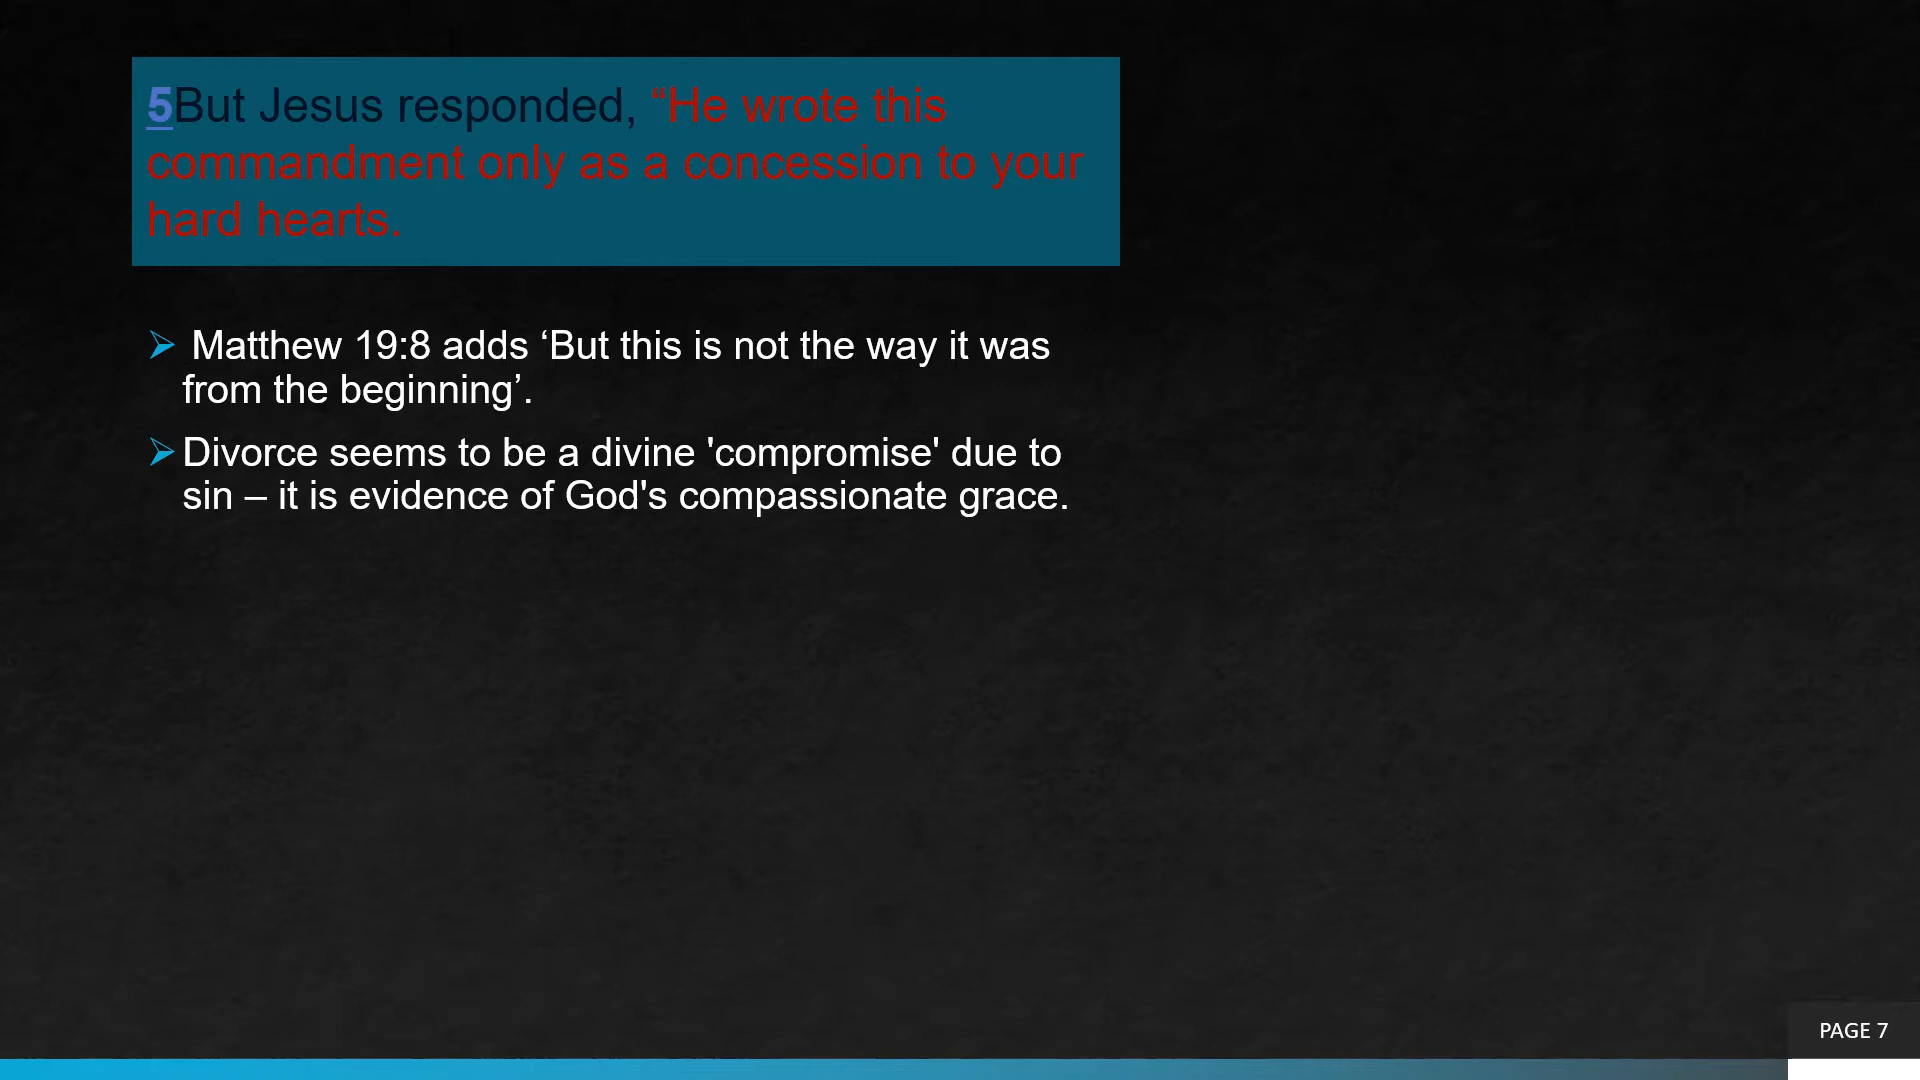 5But Jesus responded, “He wrote this
commandment only as a concession to your
hard hearts.
Matthew 19:8 adds ‘But this is not the way it was
from the beginning’.
Divorce seems to be a divine 'compromise' due to
sin – it is evidence of God's compassionate grace.
PAGE 7